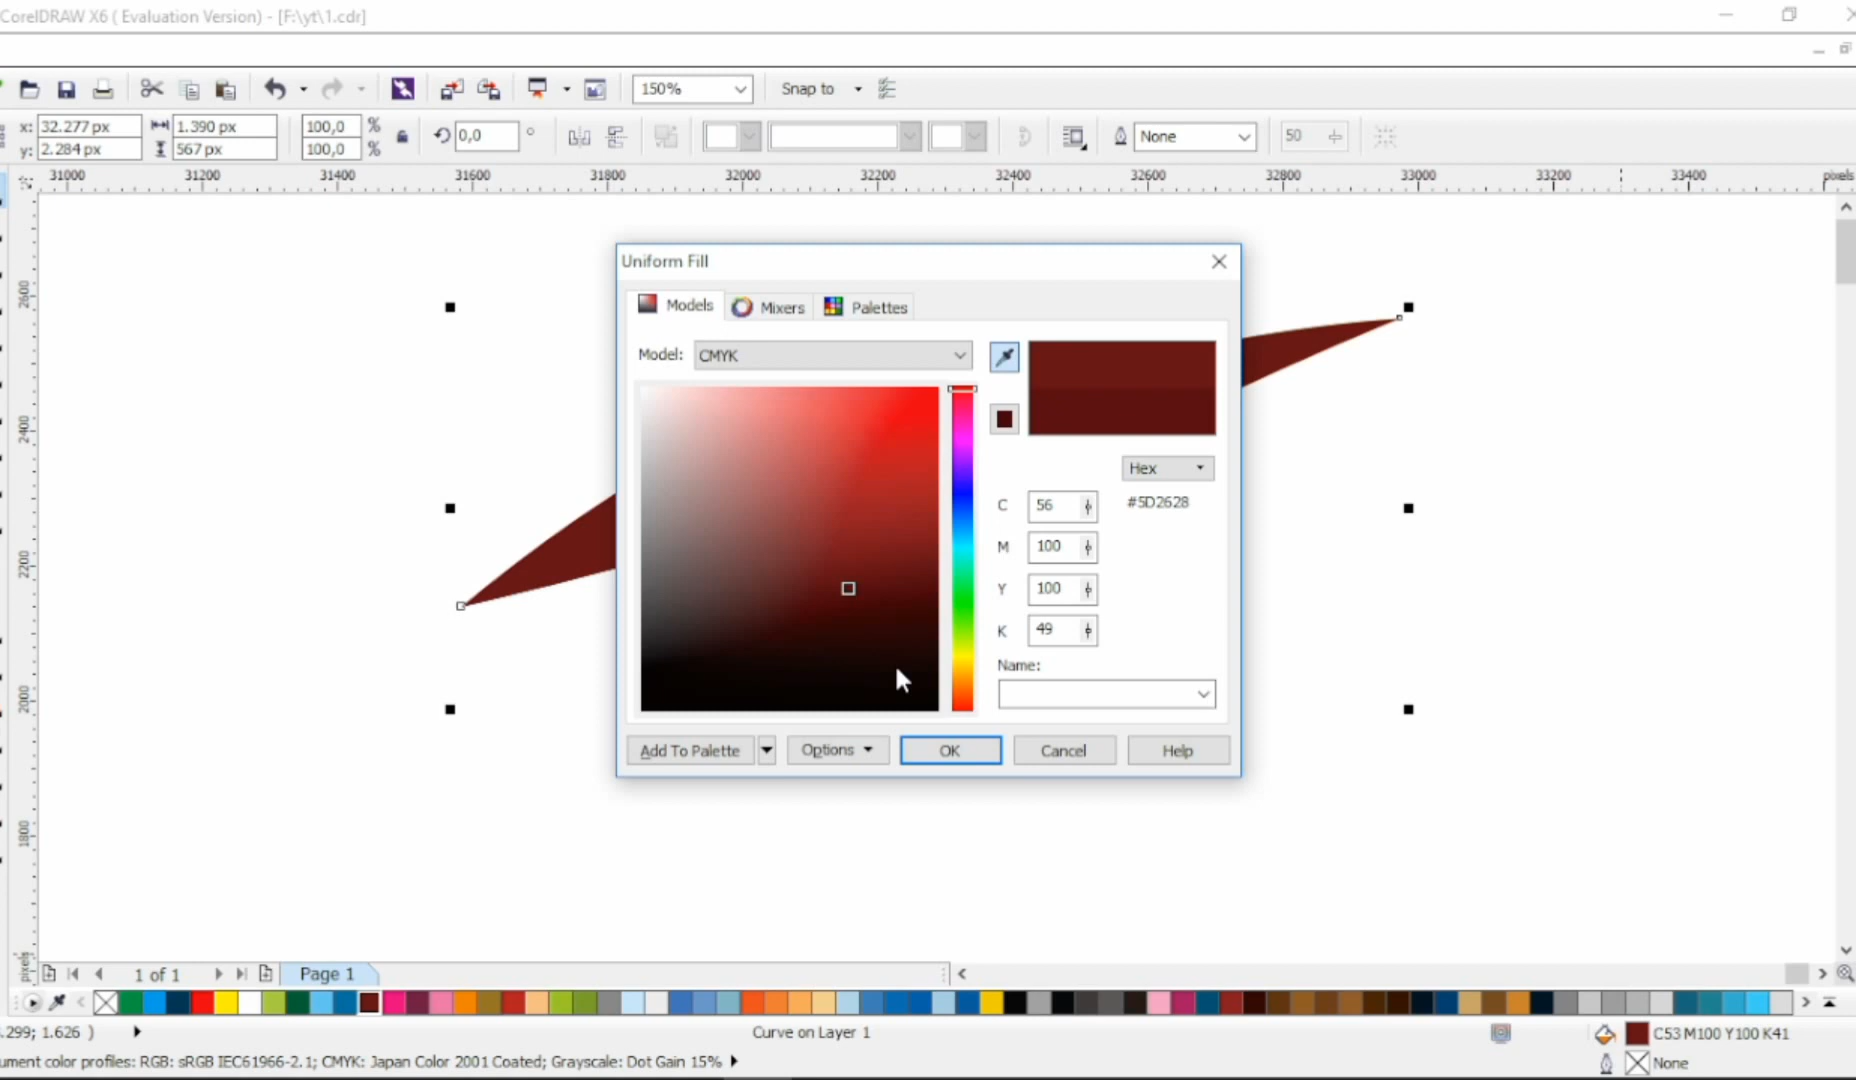 CorelDRAW X6 ( Evaluation Version) - [F:\yt\1.cdr]
150%
Snap to
x: 32.277 px
1.390 px
100,0 %
0,0 °
None
50
y: 2.284 px
567 px
100,0 %
31000 31200 31400 31600 31800 32000 32200 32400 32600 32800 33000 33200 33400 pixels
2600
2400
2200
2000
1800
pixels
Uniform Fill
Models
Mixers
Palettes
Model: CMYK
Hex
#5D2628
C 56
M 100
Y 100
K 49
Name:
Add To Palette
Options
OK
Cancel
Help
1 of 1
Page 1
.299; 1.626 )
Curve on Layer 1
C53 M100 Y100 K41
ument color profiles: RGB: sRGB IEC61966-2.1; CMYK: Japan Color 2001 Coated; Grayscale: Dot Gain 15%
None